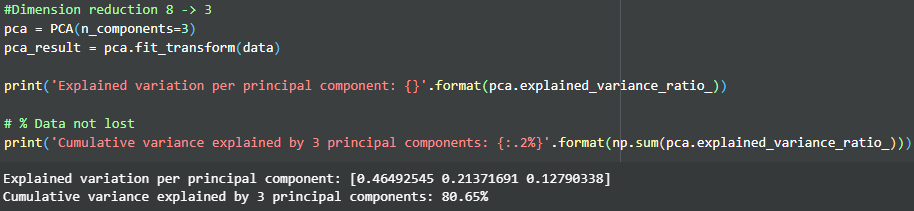 #Dimension reduction 8 -> 3
pca = PCA(n_components=3)
pca_result = pca.fit_transform(data)
print('Explained variation per principal component: {}'.format(pca.explained_variance_ratio_))
# % Data not lost
print('Cumulative variance explained by 3 principal components: {:.2%}'.format(np.sum(pca.explained_variance_ratio_)))
Explained variation per principal component: [0.46492545 0.21371691 0.12790338]
Cumulative variance explained by 3 principal components: 80.65%